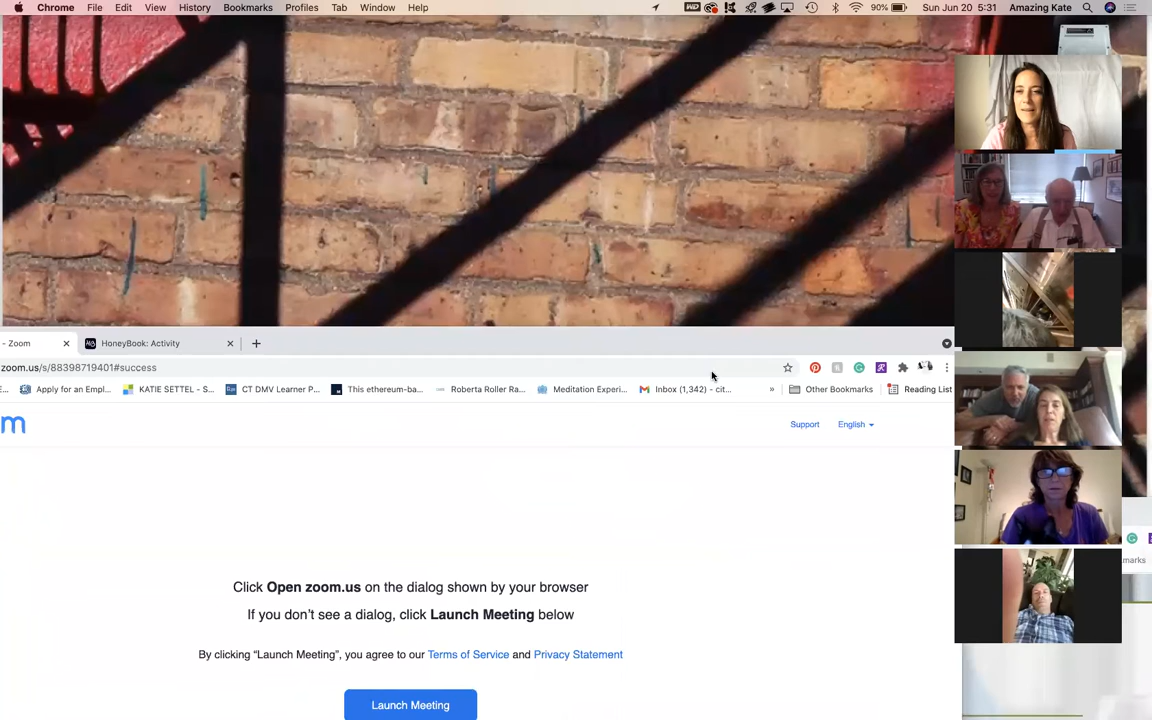 Chrome File Edit View History Bookmarks Profiles Tab Window Help 90% Sun Jun 20 5:31 Amazing Kate
- Zoom HoneyBook: Activity
zoom.us/s/88398719401#success
E... Apply for an Empl... KATIE SETTEL - S... CT DMV Learner P... This ethereum-ba... Roberta Roller Ra... Meditation Experi... Inbox (1,342) - cit... » Other Bookmarks Reading List
m Support English
marks
Click Open zoom.us on the dialog shown by your browser
If you don't see a dialog, click Launch Meeting below
By clicking "Launch Meeting", you agree to our Terms of Service and Privacy Statement
Launch Meeting